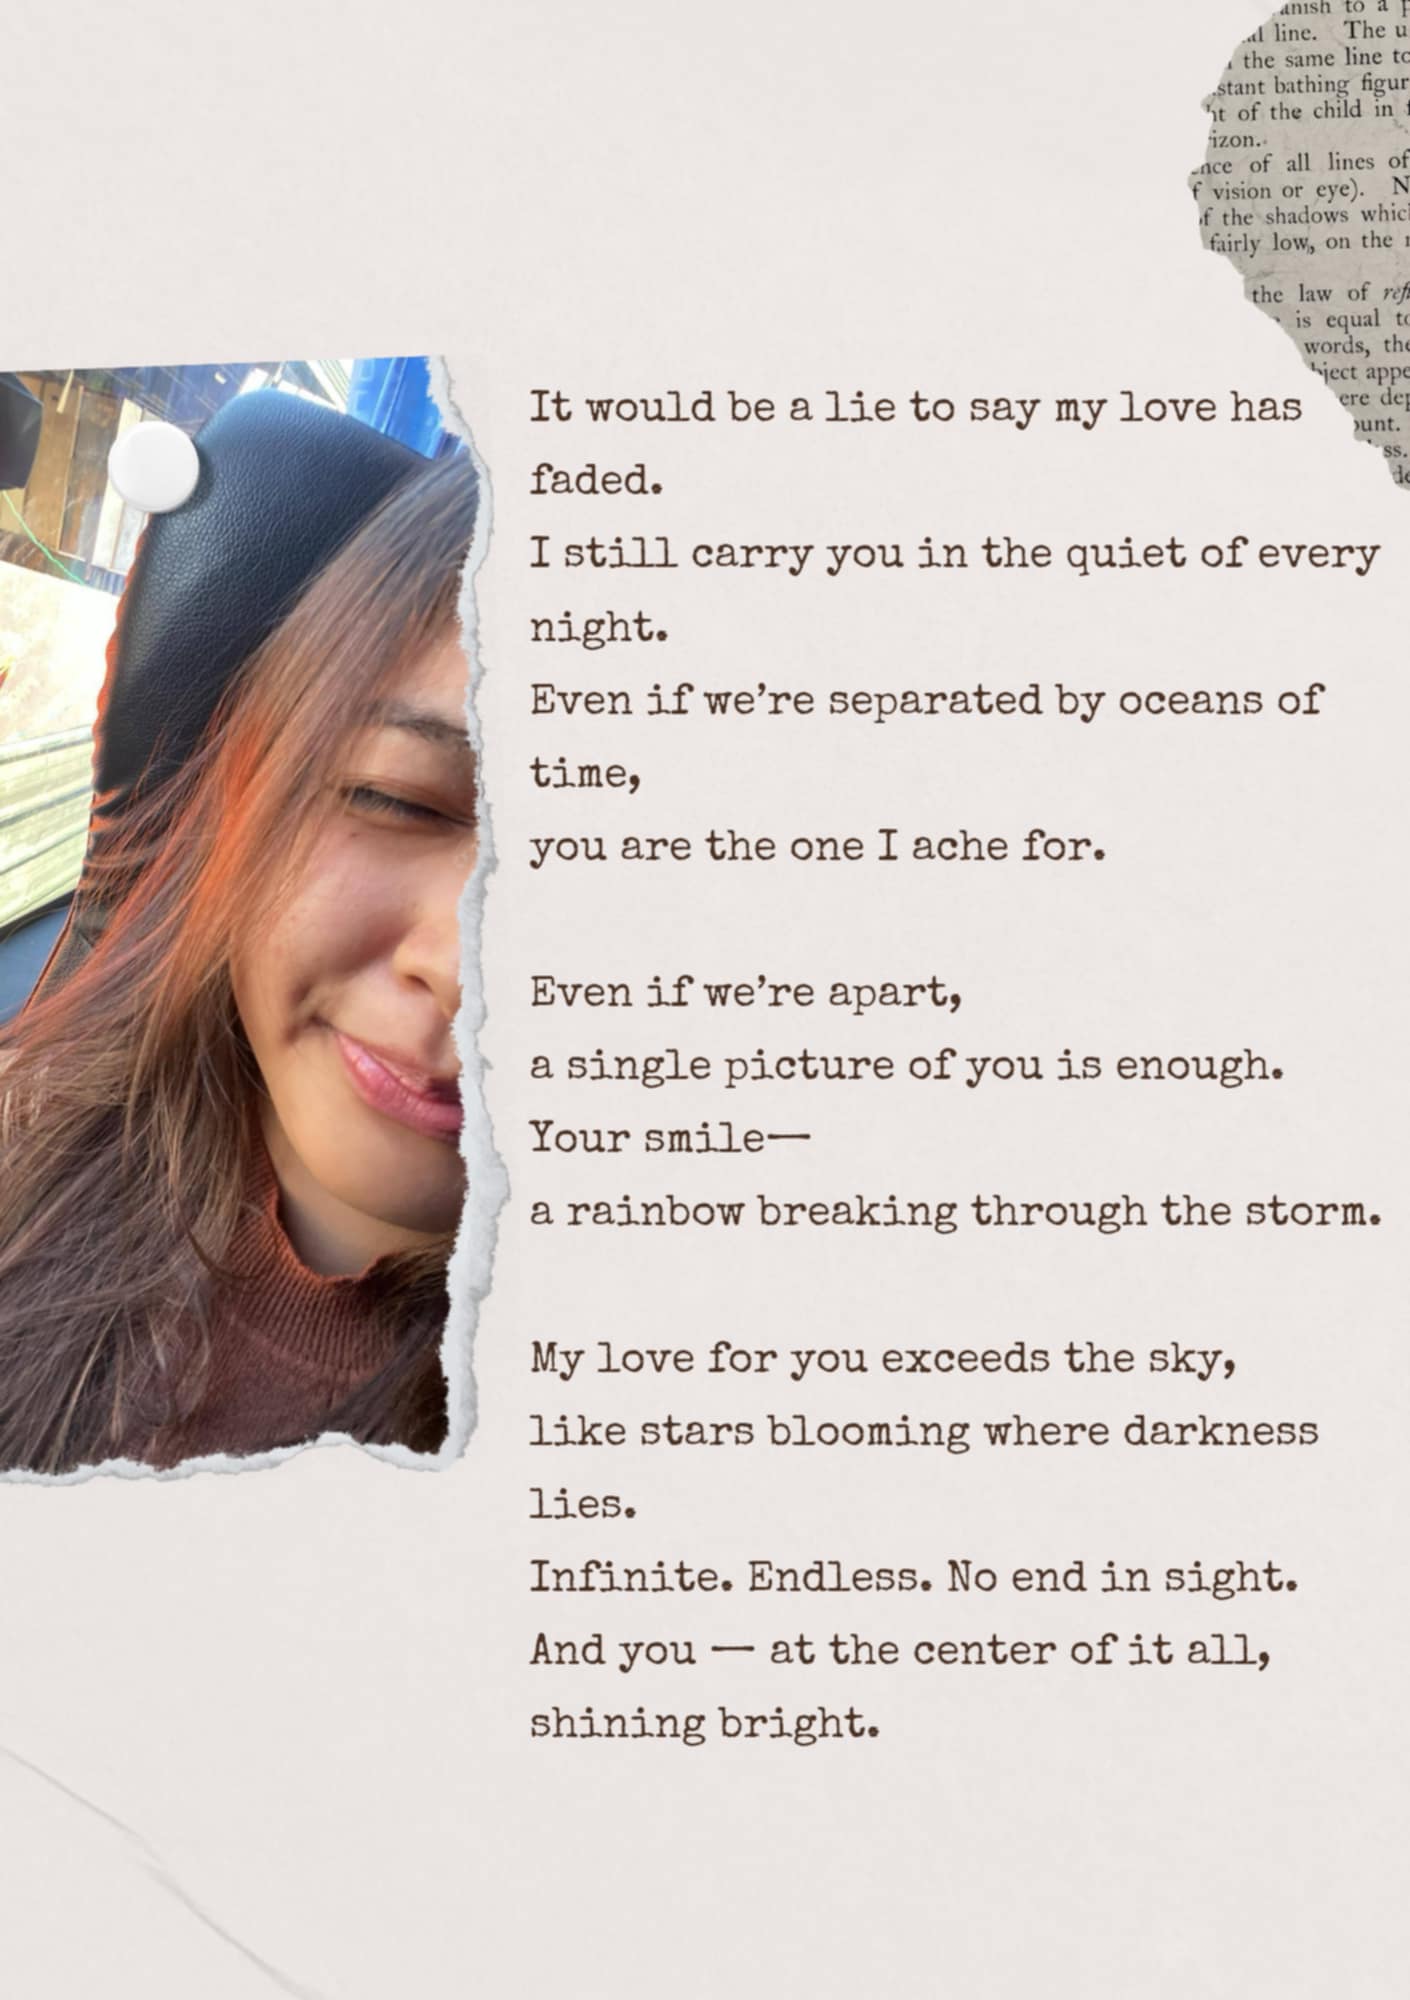 anish to a
line. The u
the same line to
stant bathing figur
of the child in
izon.
of all lines of
vision or eye). N
of the shadows whic
fairly low, on the
the law of
is equal to
words, the
ject appe
ere dep
ount.
ss.
de
It would be a lie to say my love has
faded.
I still carry you in the quiet of every
night.
Even if we’re separated by oceans of
time,
you are the one I ache for.
Even if we’re apart,
a single picture of you is enough.
Your smile—
a rainbow breaking through the storm.
My love for you exceeds the sky,
like stars blooming where darkness
lies.
Infinite. Endless. No end in sight.
And you — at the center of it all,
shining bright.